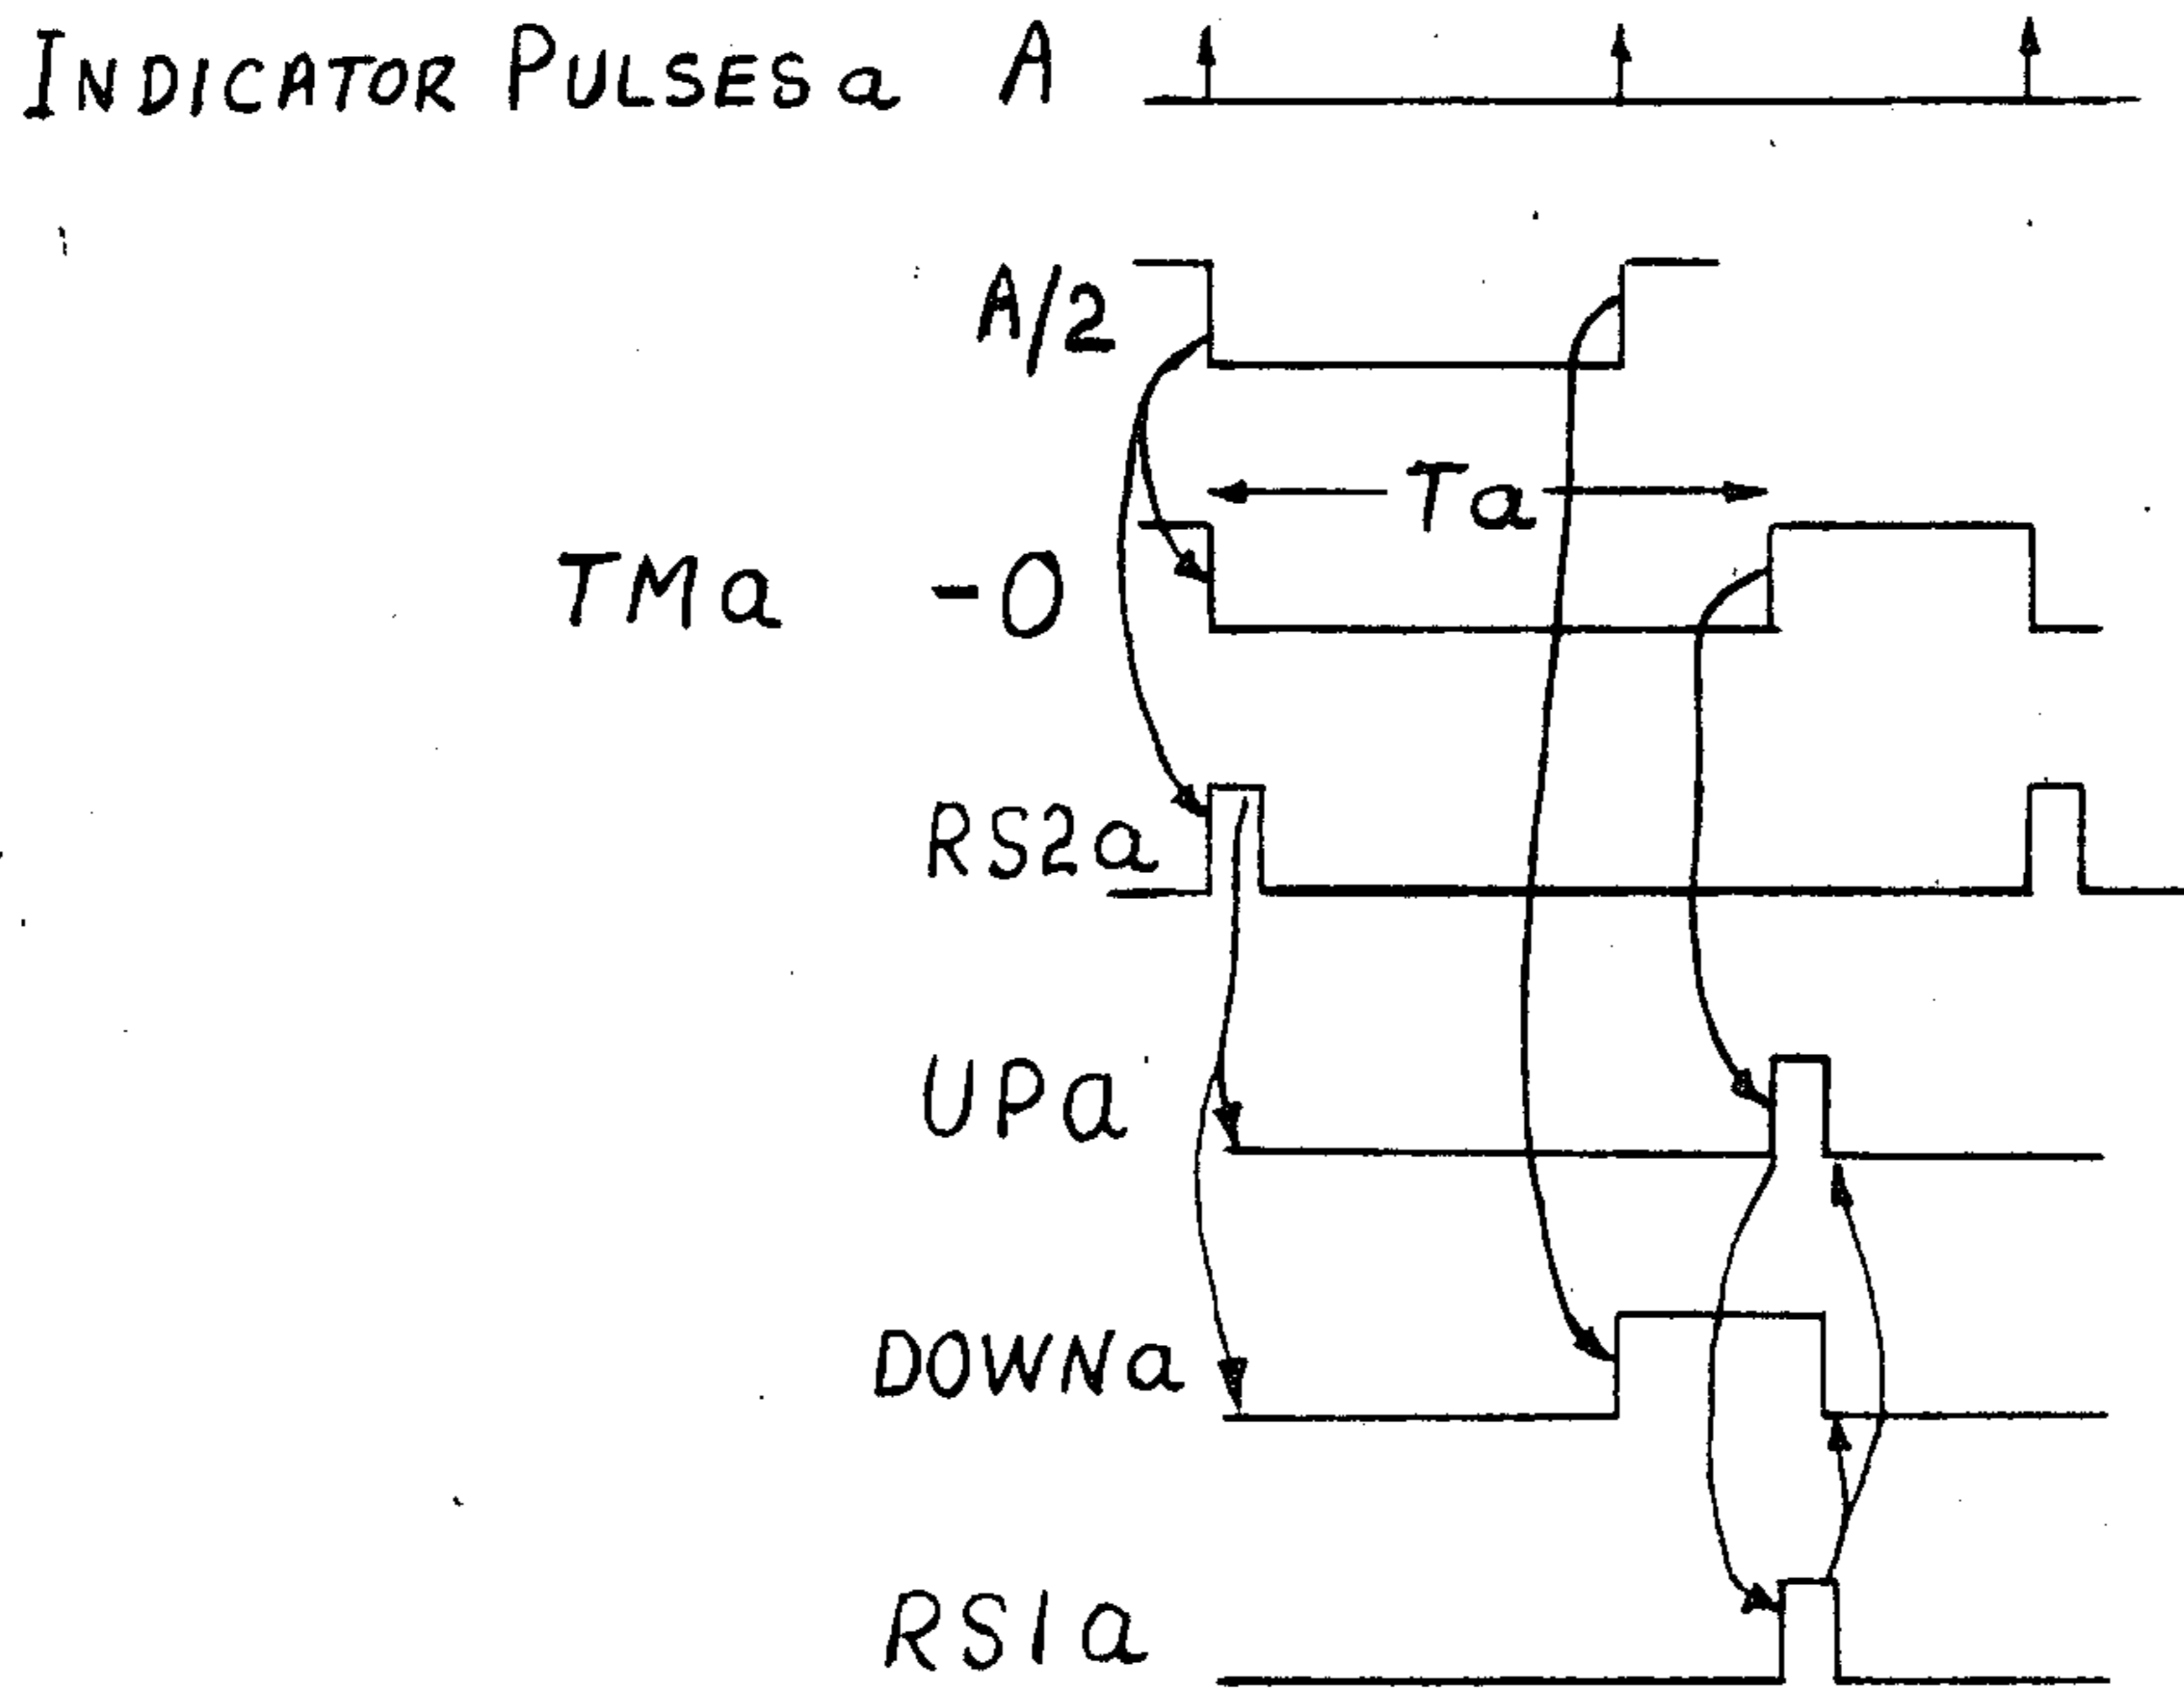 INDICATOR PULSES a A
A/2
Ta
TMa -0
RS2a
UPa
DOWNa
RS1a